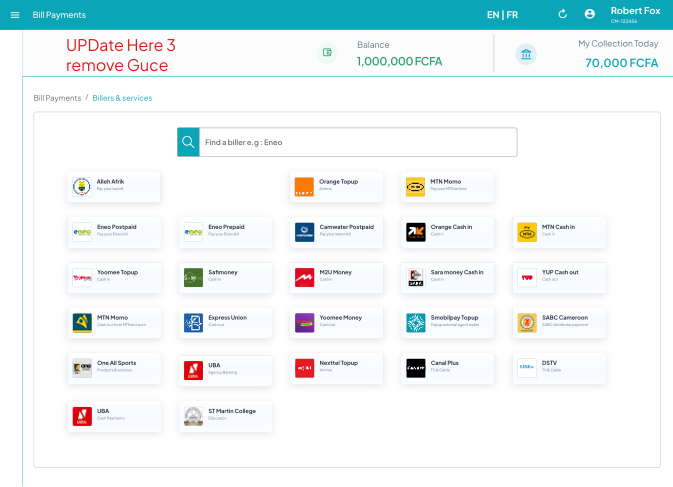 Bill Payments
EN | FR
Robert Fox
CM-123456
UPDate Here 3
remove Guce
Balance
1,000,000 FCFA
My Collection Today
70,000 FCFA
Bill Payments / Billers & services
Find a biller e.g : Eneo
Alleh Afrik
Pay your tax bill
Orange Topup
Airtime
MTN Momo
Pay your MTN service
Eneo Postpaid
Pay your Eneo bill
Eneo Prepaid
Pay your Eneo bill
Camwater Postpaid
Pay your water bill
Orange Cash in
Cash in
MTN Cash in
Cash in
Yoomee Topup
Cash in
Safimoney
Cash in
M2U Money
Cash in
Sara money Cash in
Cash in
YUP Cash out
Cash out
MTN Momo
Cash out from MTN account
Express Union
Cash out
Yoomee Money
Cash out
Smobilpay Topup
Topup external agent wallet
SABC Cameroon
SABC distributor payment
One All Sports
Products & services
UBA
Agency Banking
Nexttel Topup
Airtime
Canal Plus
TV & Cable
DSTV
TV & Cable
UBA
Cash Payments
ST Martin College
Education